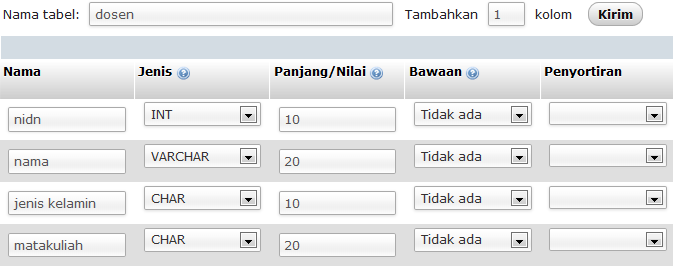 Nama tabel: dosen Tambahkan 1 kolom Kirim
Nama Jenis Panjang/Nilai Bawaan Penyortiran
nidn INT 10 Tidak ada
nama VARCHAR 20 Tidak ada
jenis kelamin CHAR 10 Tidak ada
matakuliah CHAR 20 Tidak ada